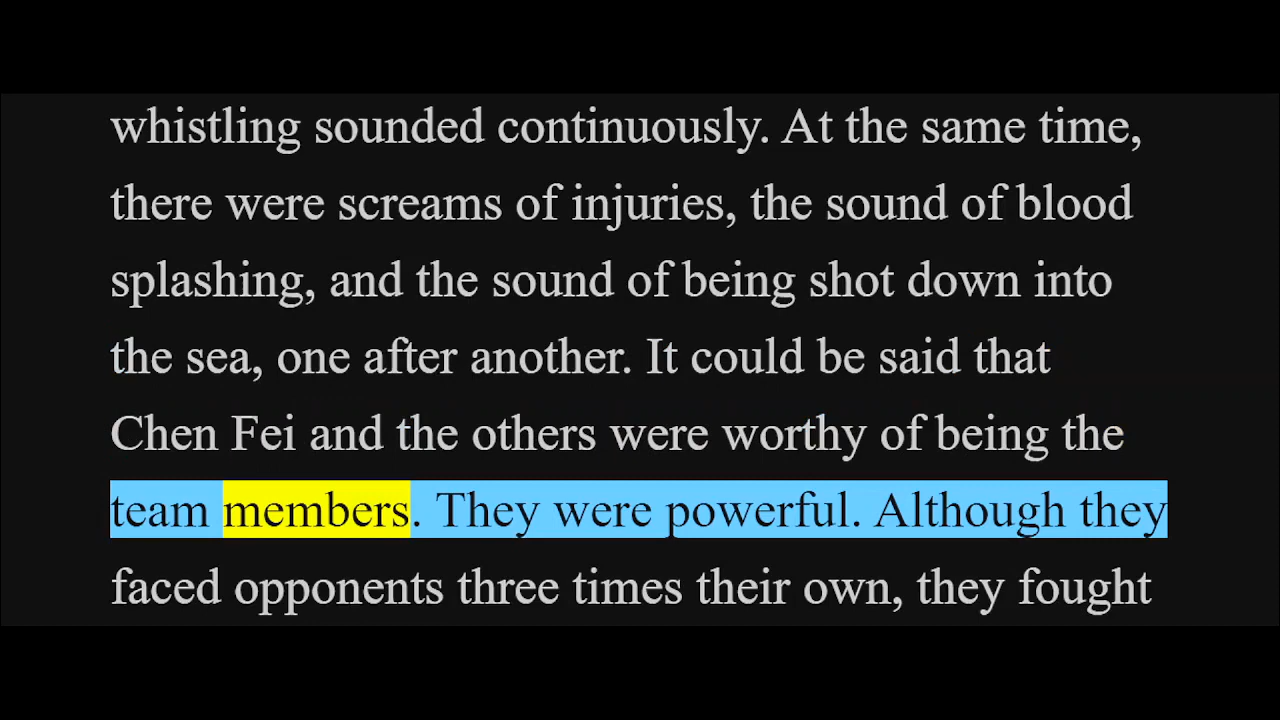 whistling sounded continuously. At the same time,
there were screams of injuries, the sound of blood
splashing, and the sound of being shot down into
the sea, one after another. It could be said that
Chen Fei and the others were worthy of being the
team members. They were powerful. Although they
faced opponents three times their own, they fought